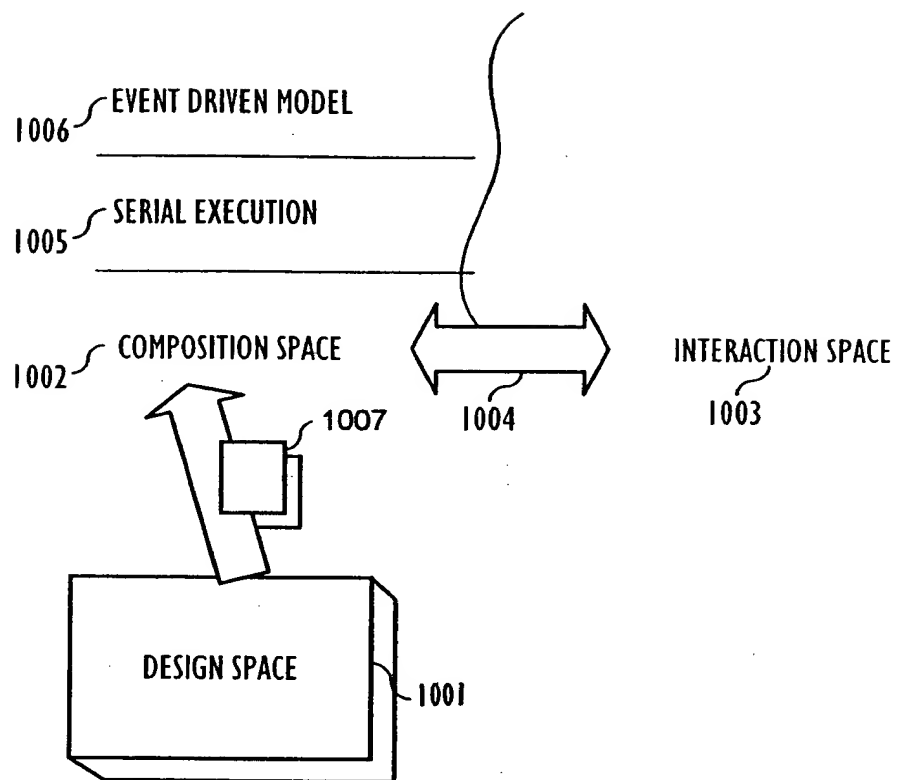 EVENT DRIVEN MODEL
1006
SERIAL EXECUTION
1005
COMPOSITION SPACE
1002
INTERACTION SPACE
1003
1004
1007
DESIGN SPACE
1001